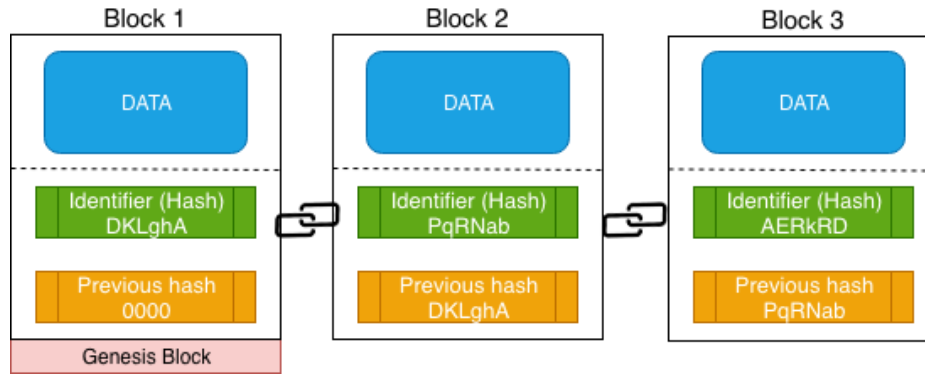 Block 1
DATA
Identifier (Hash)
DKLghA
Previous hash
0000
Genesis Block
Block 2
DATA
Identifier (Hash)
PqRNab
Previous hash
DKLghA
Block 3
DATA
Identifier (Hash)
AERkRD
Previous hash
PqRNab